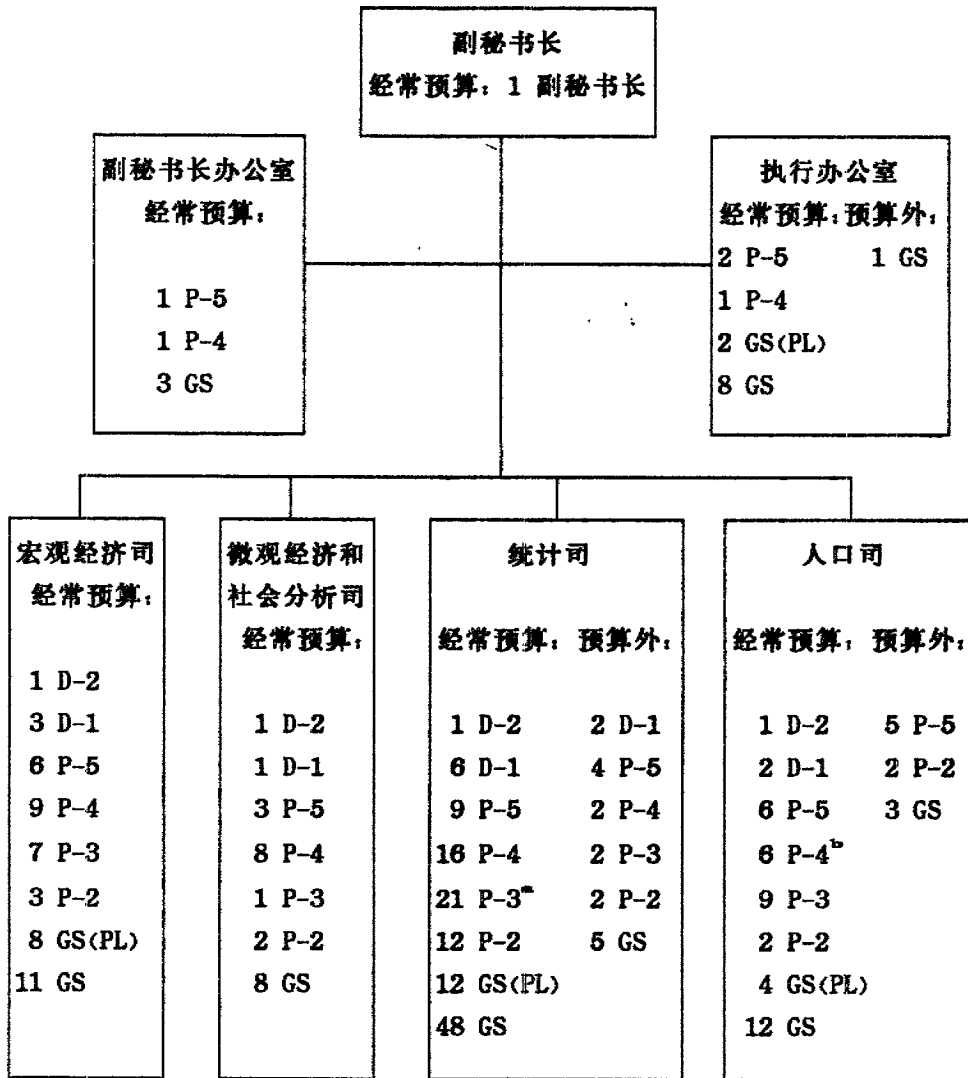 副秘书长
经常预算：1 副秘书长
副秘书长办公室
经常预算：
1 P-5
1 P-4
3 GS
执行办公室
经常预算：预算外：
2 P-5 1 GS
1 P-4
2 GS(PL)
8 GS
宏观经济司
经常预算：
1 D-2
3 D-1
6 P-5
9 P-4
7 P-3
3 P-2
8 GS(PL)
11 GS
微观经济和
社会分析司
经常预算：
1 D-2
1 D-1
3 P-5
8 P-4
1 P-3
2 P-2
8 GS
统计司
经常预算：预算外：
1 D-2 2 D-1
6 D-1 4 P-5
9 P-5 2 P-4
16 P-4 2 P-3
21 P-3ᵃ 2 P-2
12 P-2 5 GS
12 GS(PL)
48 GS
人口司
经常预算：预算外：
1 D-2 5 P-5
2 D-1 2 P-2
6 P-5 3 GS
6 P-4ᵇ
9 P-3
2 P-2
4 GS(PL)
12 GS